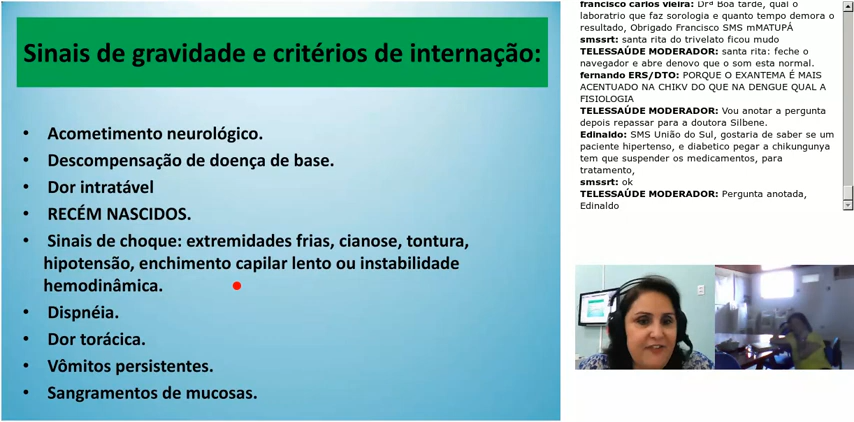 Sinais de gravidade e critérios de internação:
• Acometimento neurológico.
• Descompensação de doença de base.
• Dor intratável
• RECÉM NASCIDOS.
• Sinais de choque: extremidades frias, cianose, tontura,
hipotensão, enchimento capilar lento ou instabilidade
hemodinâmica.
• Dispnéia.
• Dor torácica.
• Vômitos persistentes.
• Sangramentos de mucosas.
francisco carlos vieira: Drª Boa tarde, qual o
laboratrio que faz sorologia e quanto tempo demora o
resultado, Obrigado Francisco SMS mMATUPÁ
smssrt: santa rita do trivelato ficou mudo
TELESSAÚDE MODERADOR: santa rita: feche o
navegador e abre denovo que o som esta normal.
fernando ERS/DTO: PORQUE O EXANTEMA É MAIS
ACENTUADO NA CHIKV DO QUE NA DENGUE QUAL A
FISIOLOGIA
TELESSAÚDE MODERADOR: Vou anotar a pergunta
depois repassar para a doutora Silbene.
Edinaldo: SMS União do Sul, gostaria de saber se um
paciente hipertenso, e diabetico pegar a chikungunya
tem que suspender os medicamentos, para
tratamento,
smssrt: ok
TELESSAÚDE MODERADOR: Pergunta anotada,
Edinaldo